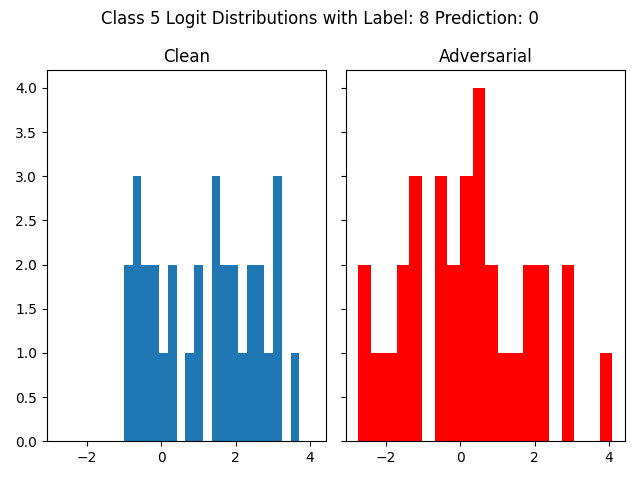 Class 5 Logit Distributions with Label: 8 Prediction: 0
Clean
Adversarial
4.0
3.5
3.0
2.5
2.0
1.5
1.0
0.5
0.0
−2 0 2 4
−2 0 2 4